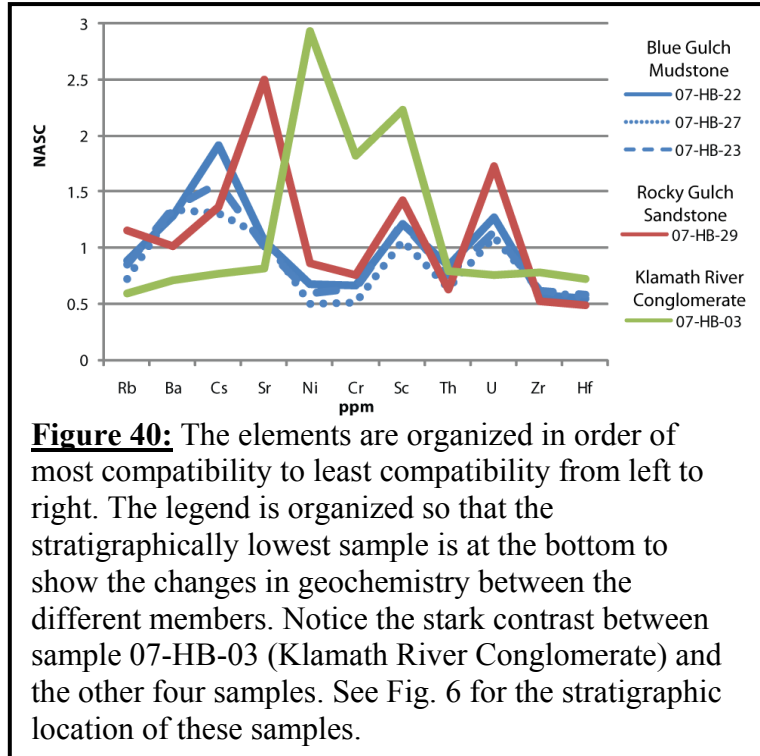 3
2.5
2
1.5
1
0.5
0
NASC
Rb Ba Cs Sr Ni Cr Sc Th U Zr Hf
ppm
Blue Gulch
Mudstone
07-HB-22
07-HB-27
07-HB-23
Rocky Gulch
Sandstone
07-HB-29
Klamath River
Conglomerate
07-HB-03
Figure 40: The elements are organized in order of
most compatibility to least compatibility from left to
right. The legend is organized so that the
stratigraphically lowest sample is at the bottom to
show the changes in geochemistry between the
different members. Notice the stark contrast between
sample 07-HB-03 (Klamath River Conglomerate) and
the other four samples. See Fig. 6 for the stratigraphic
location of these samples.